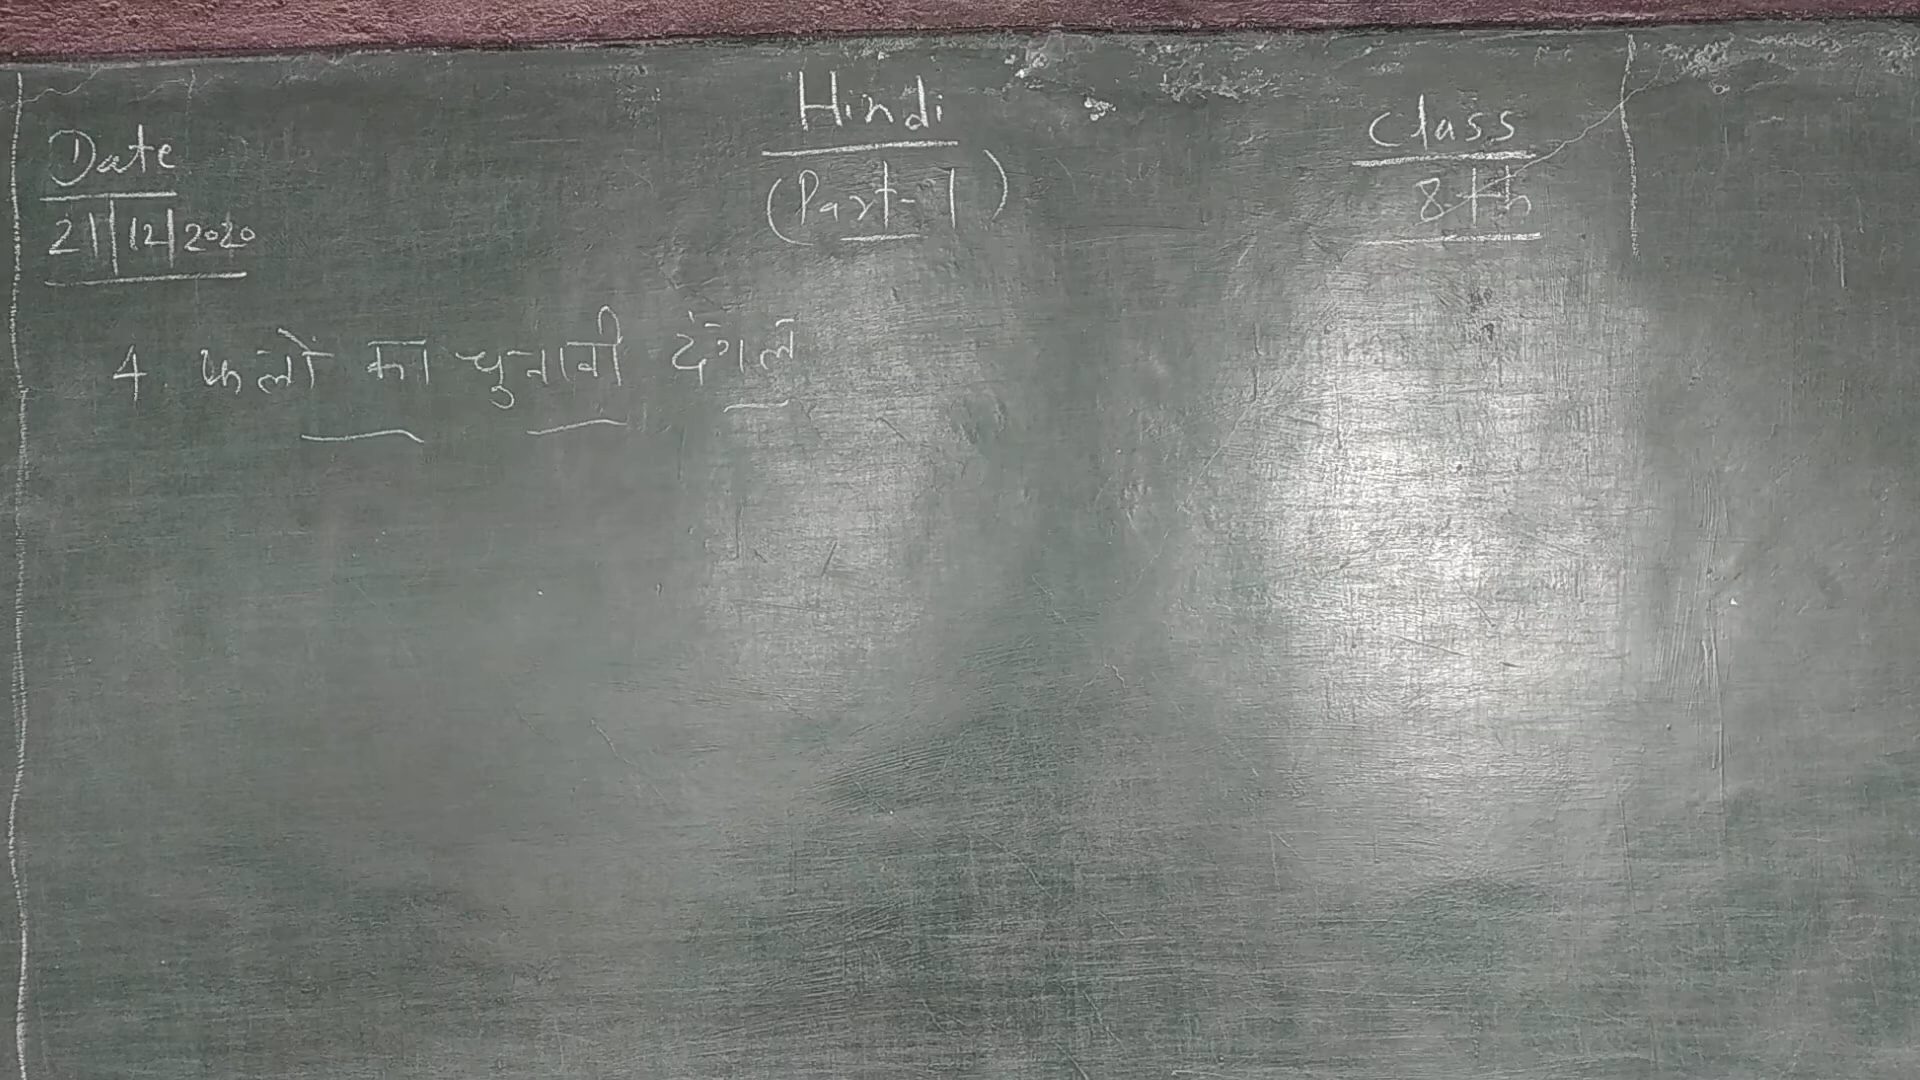 Date
21/12/2020
Hindi
(Part-1)
Class
8th
4. फलों का चुनावी दंगल